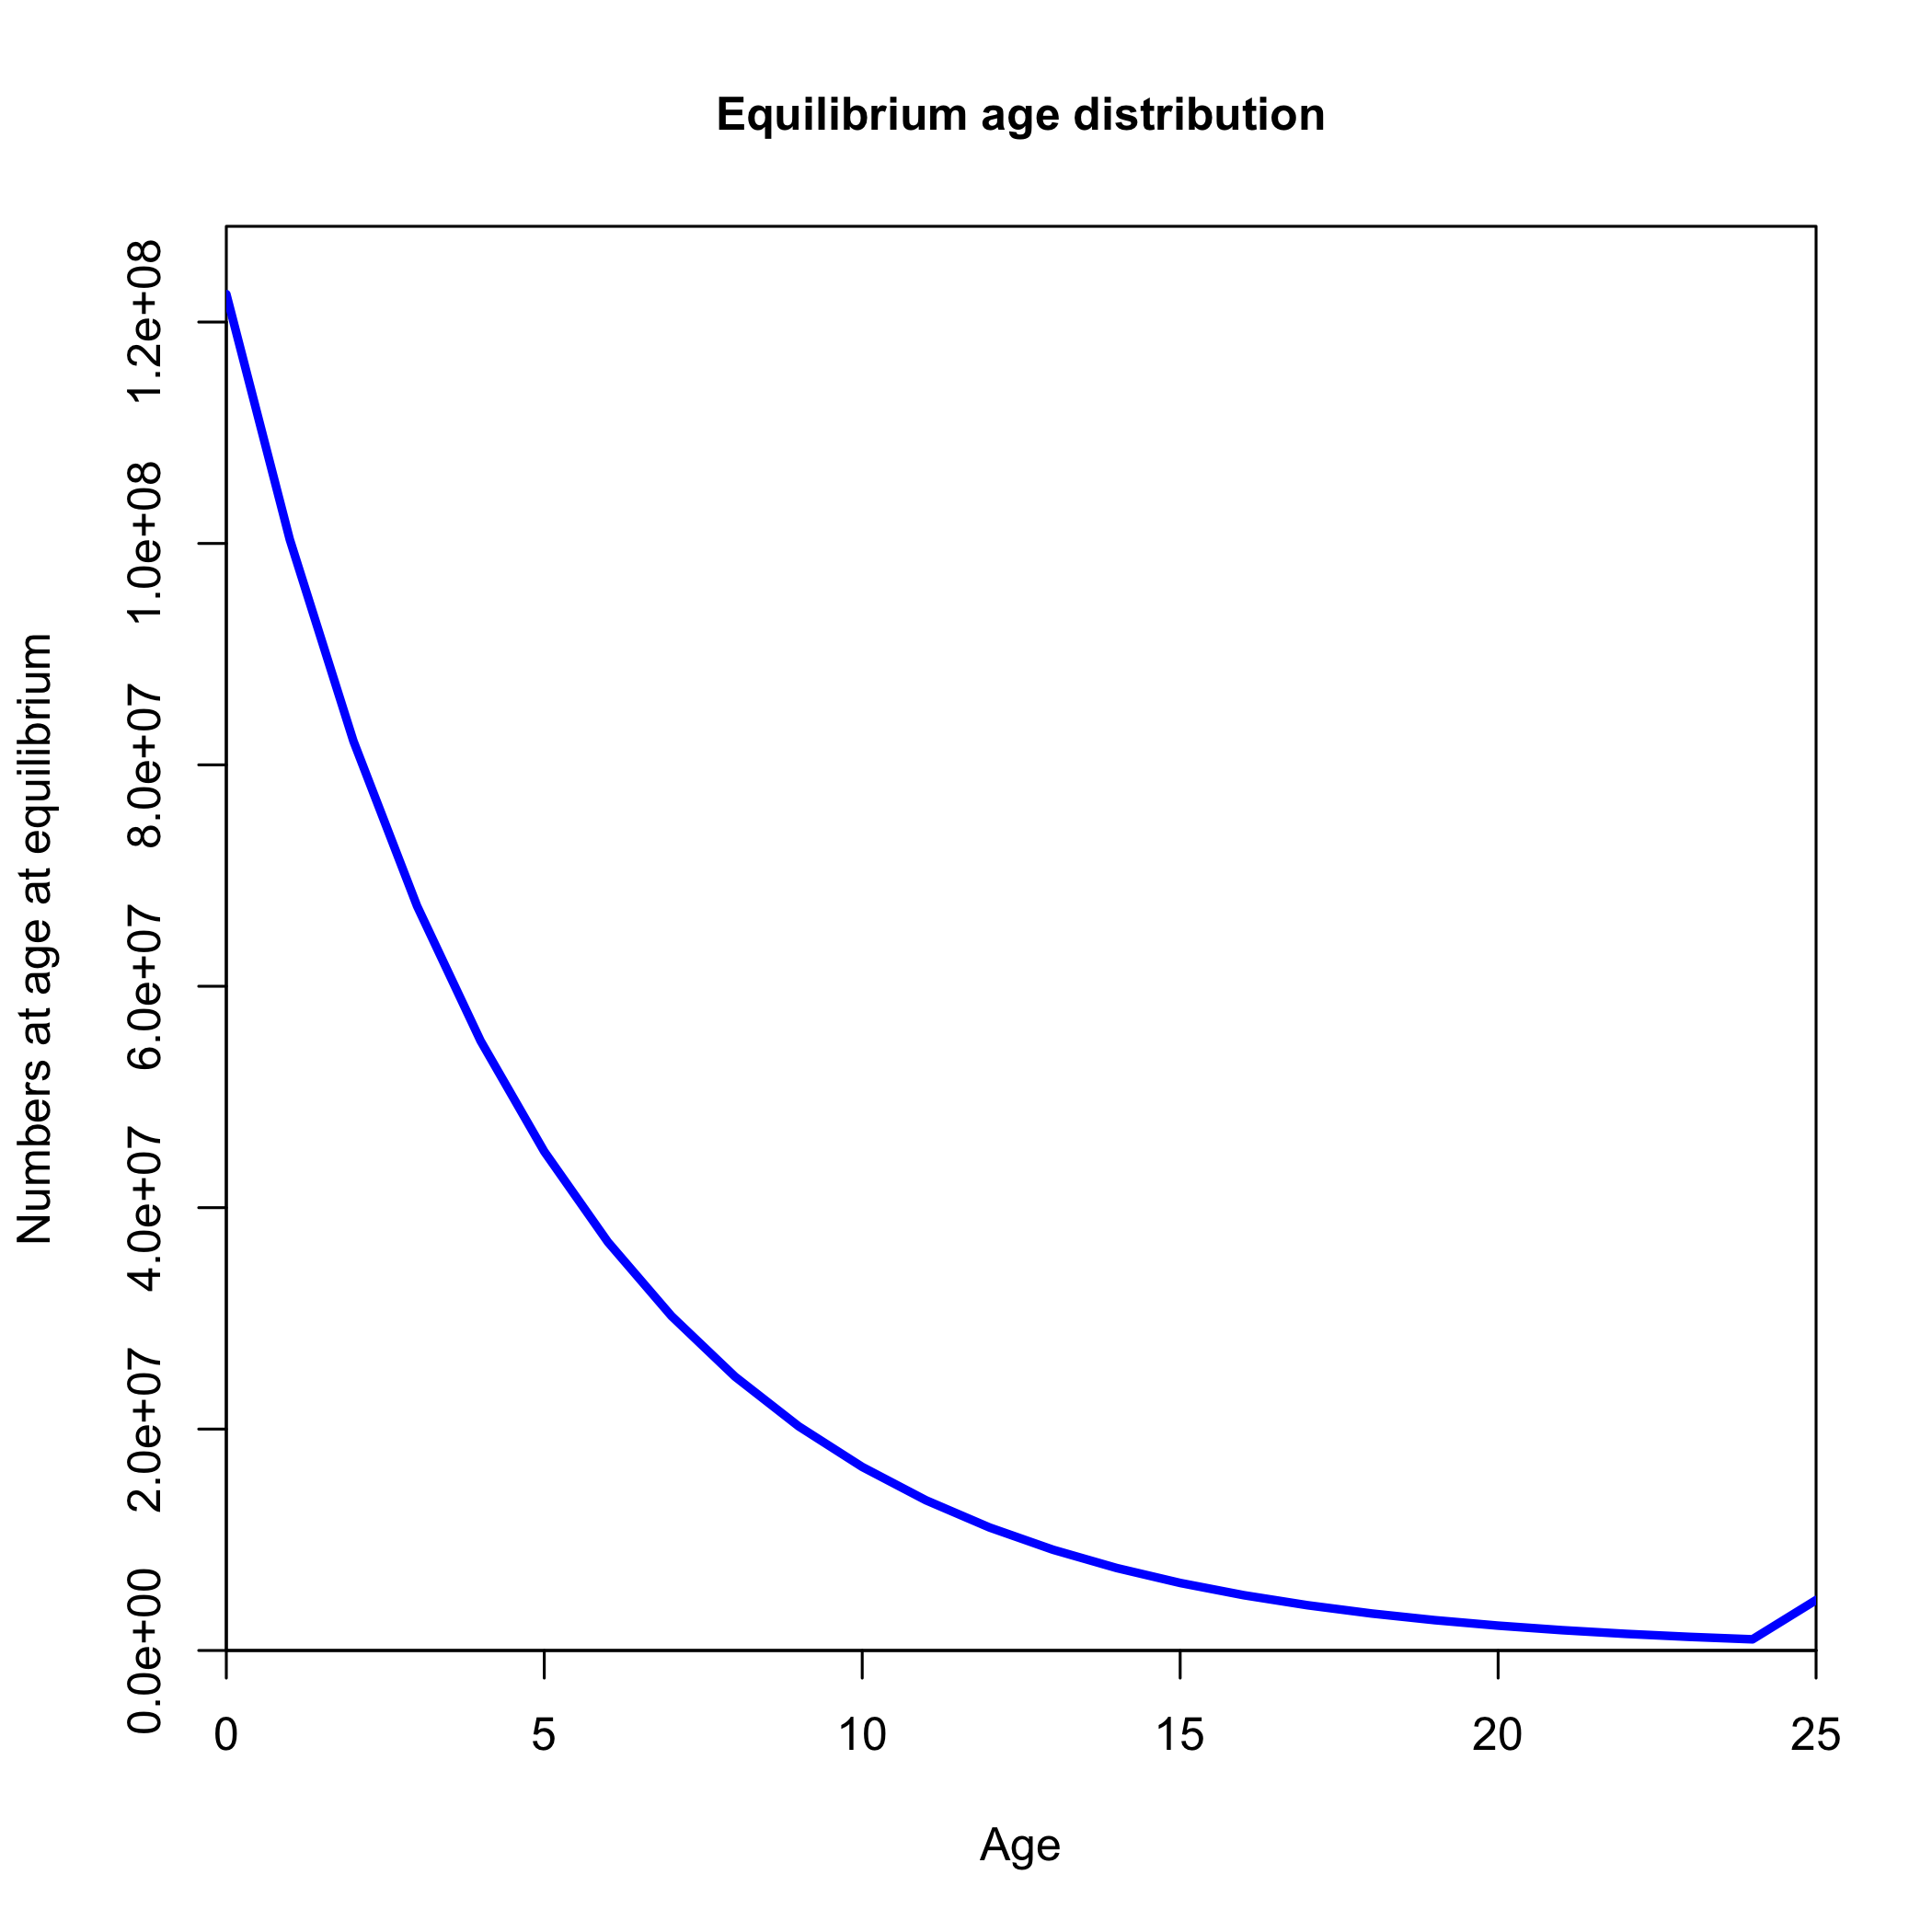 Equilibrium age distribution
Numbers at age at equilibrium
1.2e+08
1.0e+08
8.0e+07
6.0e+07
4.0e+07
2.0e+07
0.0e+00
0
5
10
15
20
25
Age